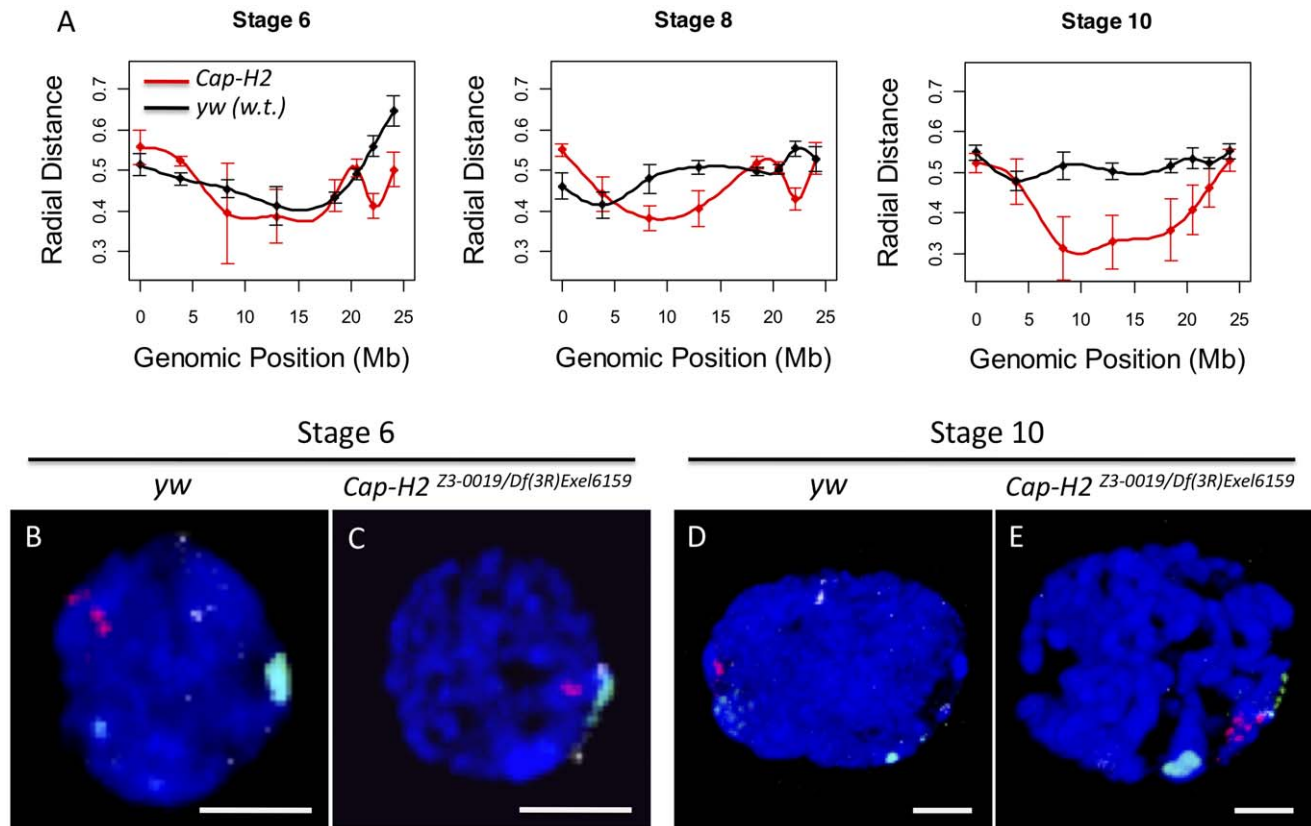 A
Stage 6
Stage 8
Stage 10
Cap-H2
yw (w.t.)
Radial Distance
0.3 0.4 0.5 0.6 0.7
0 5 10 15 20 25
Genomic Position (Mb)
Radial Distance
0.3 0.4 0.5 0.6 0.7
0 5 10 15 20 25
Genomic Position (Mb)
Radial Distance
0.3 0.4 0.5 0.6 0.7
0 5 10 15 20 25
Genomic Position (Mb)
Stage 6
Stage 10
yw
Cap-H2 Z3-0019/Df(3R)Exel6159
yw
Cap-H2 Z3-0019/Df(3R)Exel6159
B
C
D
E